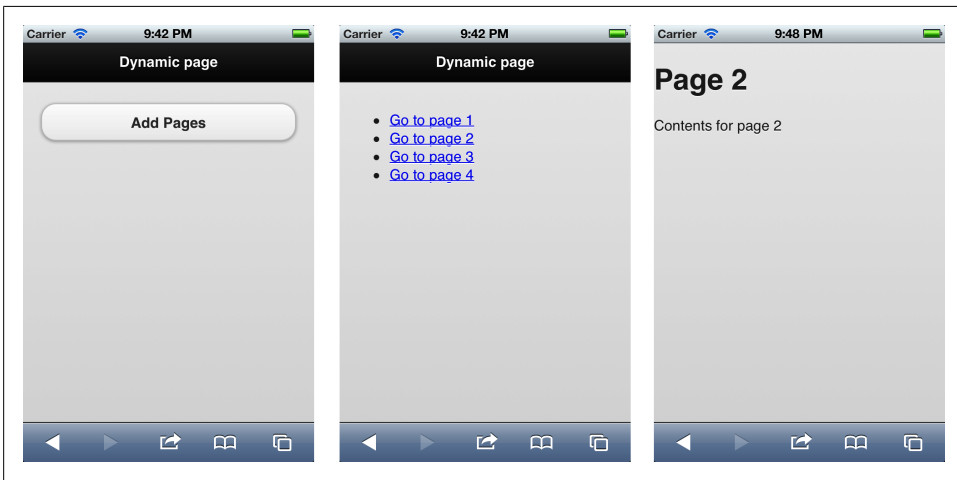 Carrier 9:42 PM
Dynamic page
Add Pages
Carrier 9:42 PM
Dynamic page
Go to page 1
Go to page 2
Go to page 3
Go to page 4
Carrier 9:48 PM
Page 2
Contents for page 2